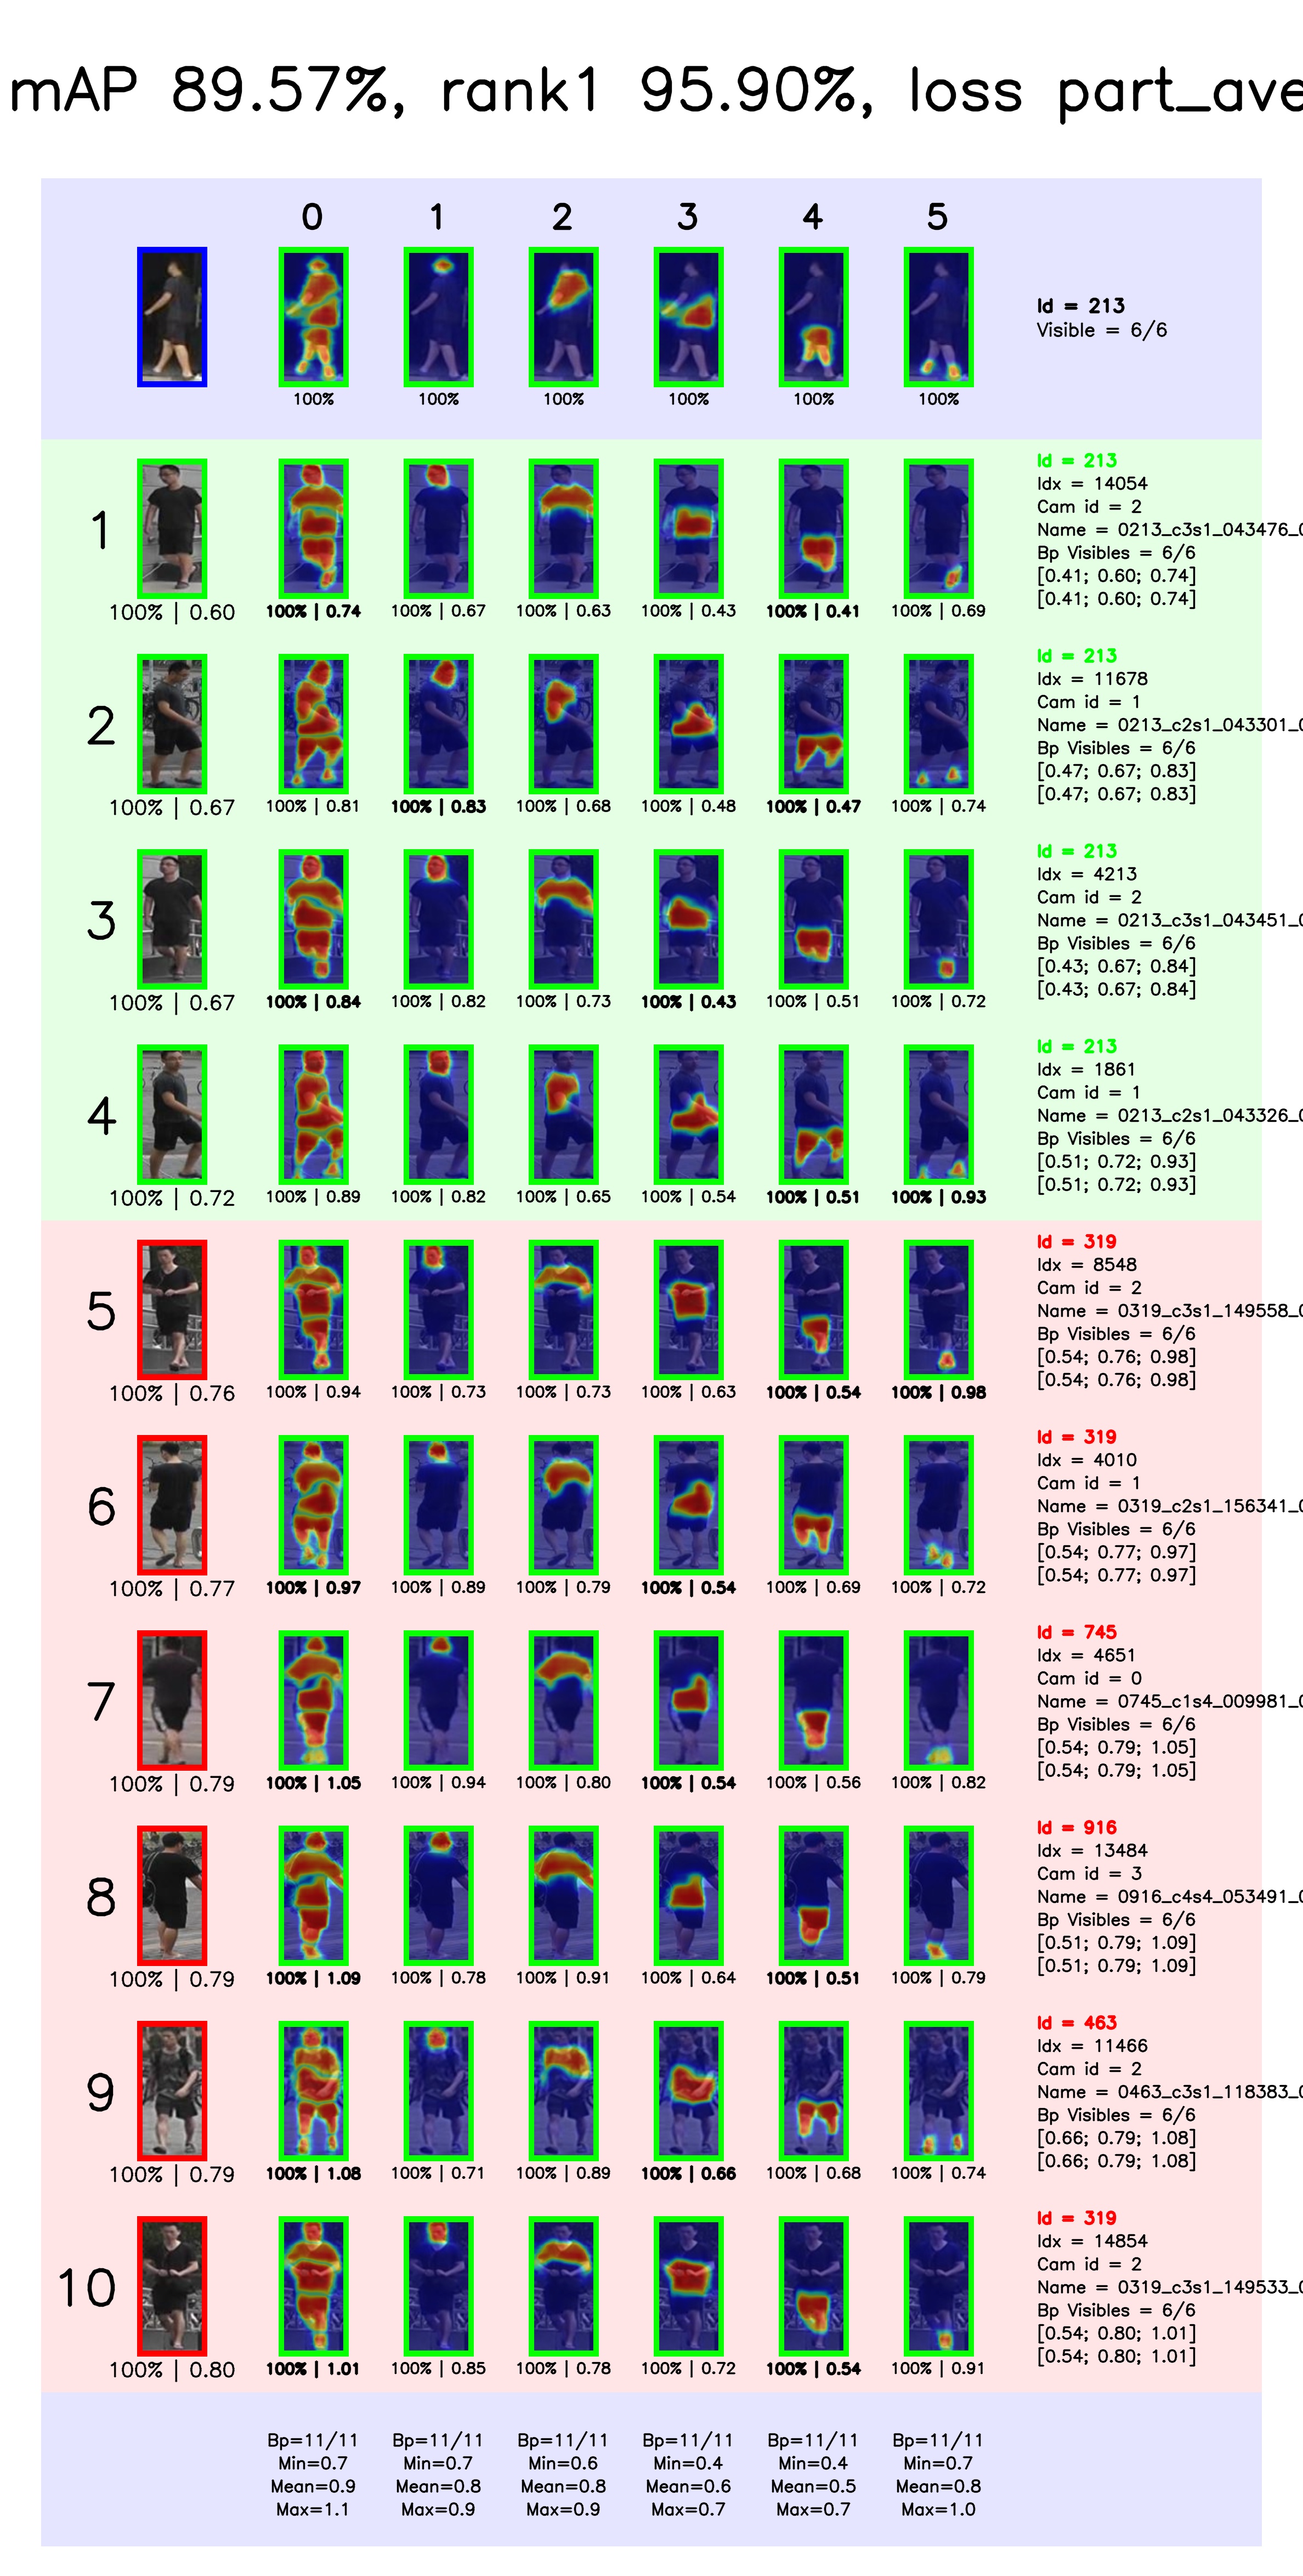 mAP 89.57%, rank1 95.90%, loss part_ave
0 1 2 3 4 5
Id = 213
Visible = 6/6
100% 100% 100% 100% 100% 100%
Id = 213
Idx = 14054
Cam id = 2
Name = 0213_c3s1_043476_0
Bp Visibles = 6/6
[0.41; 0.60; 0.74]
[0.41; 0.60; 0.74]
1
100% | 0.60 100% | 0.74 100% | 0.67 100% | 0.63 100% | 0.43 100% | 0.41 100% | 0.69
Id = 213
Idx = 11678
Cam id = 1
Name = 0213_c2s1_043301_0
Bp Visibles = 6/6
[0.47; 0.67; 0.83]
[0.47; 0.67; 0.83]
2
100% | 0.67 100% | 0.81 100% | 0.83 100% | 0.68 100% | 0.48 100% | 0.47 100% | 0.74
Id = 213
Idx = 4213
Cam id = 2
Name = 0213_c3s1_043451_0
Bp Visibles = 6/6
[0.43; 0.67; 0.84]
[0.43; 0.67; 0.84]
3
100% | 0.67 100% | 0.84 100% | 0.82 100% | 0.73 100% | 0.43 100% | 0.51 100% | 0.72
Id = 213
Idx = 1861
Cam id = 1
Name = 0213_c2s1_043326_0
Bp Visibles = 6/6
[0.51; 0.72; 0.93]
[0.51; 0.72; 0.93]
4
100% | 0.72 100% | 0.89 100% | 0.82 100% | 0.65 100% | 0.54 100% | 0.51 100% | 0.93
Id = 319
Idx = 8548
Cam id = 2
Name = 0319_c3s1_149558_0
Bp Visibles = 6/6
[0.54; 0.76; 0.98]
[0.54; 0.76; 0.98]
5
100% | 0.76 100% | 0.94 100% | 0.73 100% | 0.73 100% | 0.63 100% | 0.54 100% | 0.98
Id = 319
Idx = 4010
Cam id = 1
Name = 0319_c2s1_156341_0
Bp Visibles = 6/6
[0.54; 0.77; 0.97]
[0.54; 0.77; 0.97]
6
100% | 0.77 100% | 0.97 100% | 0.89 100% | 0.79 100% | 0.54 100% | 0.69 100% | 0.72
Id = 745
Idx = 4651
Cam id = 0
Name = 0745_c1s4_009981_0
Bp Visibles = 6/6
[0.54; 0.79; 1.05]
[0.54; 0.79; 1.05]
7
100% | 0.79 100% | 1.05 100% | 0.94 100% | 0.80 100% | 0.54 100% | 0.56 100% | 0.82
Id = 916
Idx = 13484
Cam id = 3
Name = 0916_c4s4_053491_0
Bp Visibles = 6/6
[0.51; 0.79; 1.09]
[0.51; 0.79; 1.09]
8
100% | 0.79 100% | 1.09 100% | 0.78 100% | 0.91 100% | 0.64 100% | 0.51 100% | 0.79
Id = 463
Idx = 11466
Cam id = 2
Name = 0463_c3s1_118383_0
Bp Visibles = 6/6
[0.66; 0.79; 1.08]
[0.66; 0.79; 1.08]
9
100% | 0.79 100% | 1.08 100% | 0.71 100% | 0.89 100% | 0.66 100% | 0.68 100% | 0.74
Id = 319
Idx = 14854
Cam id = 2
Name = 0319_c3s1_149533_0
Bp Visibles = 6/6
[0.54; 0.80; 1.01]
[0.54; 0.80; 1.01]
10
100% | 0.80 100% | 1.01 100% | 0.85 100% | 0.78 100% | 0.72 100% | 0.54 100% | 0.91
Bp=11/11 Bp=11/11 Bp=11/11 Bp=11/11 Bp=11/11 Bp=11/11
Min=0.7 Min=0.7 Min=0.6 Min=0.4 Min=0.4 Min=0.7
Mean=0.9 Mean=0.8 Mean=0.8 Mean=0.6 Mean=0.5 Mean=0.8
Max=1.1 Max=0.9 Max=0.9 Max=0.7 Max=0.7 Max=1.0